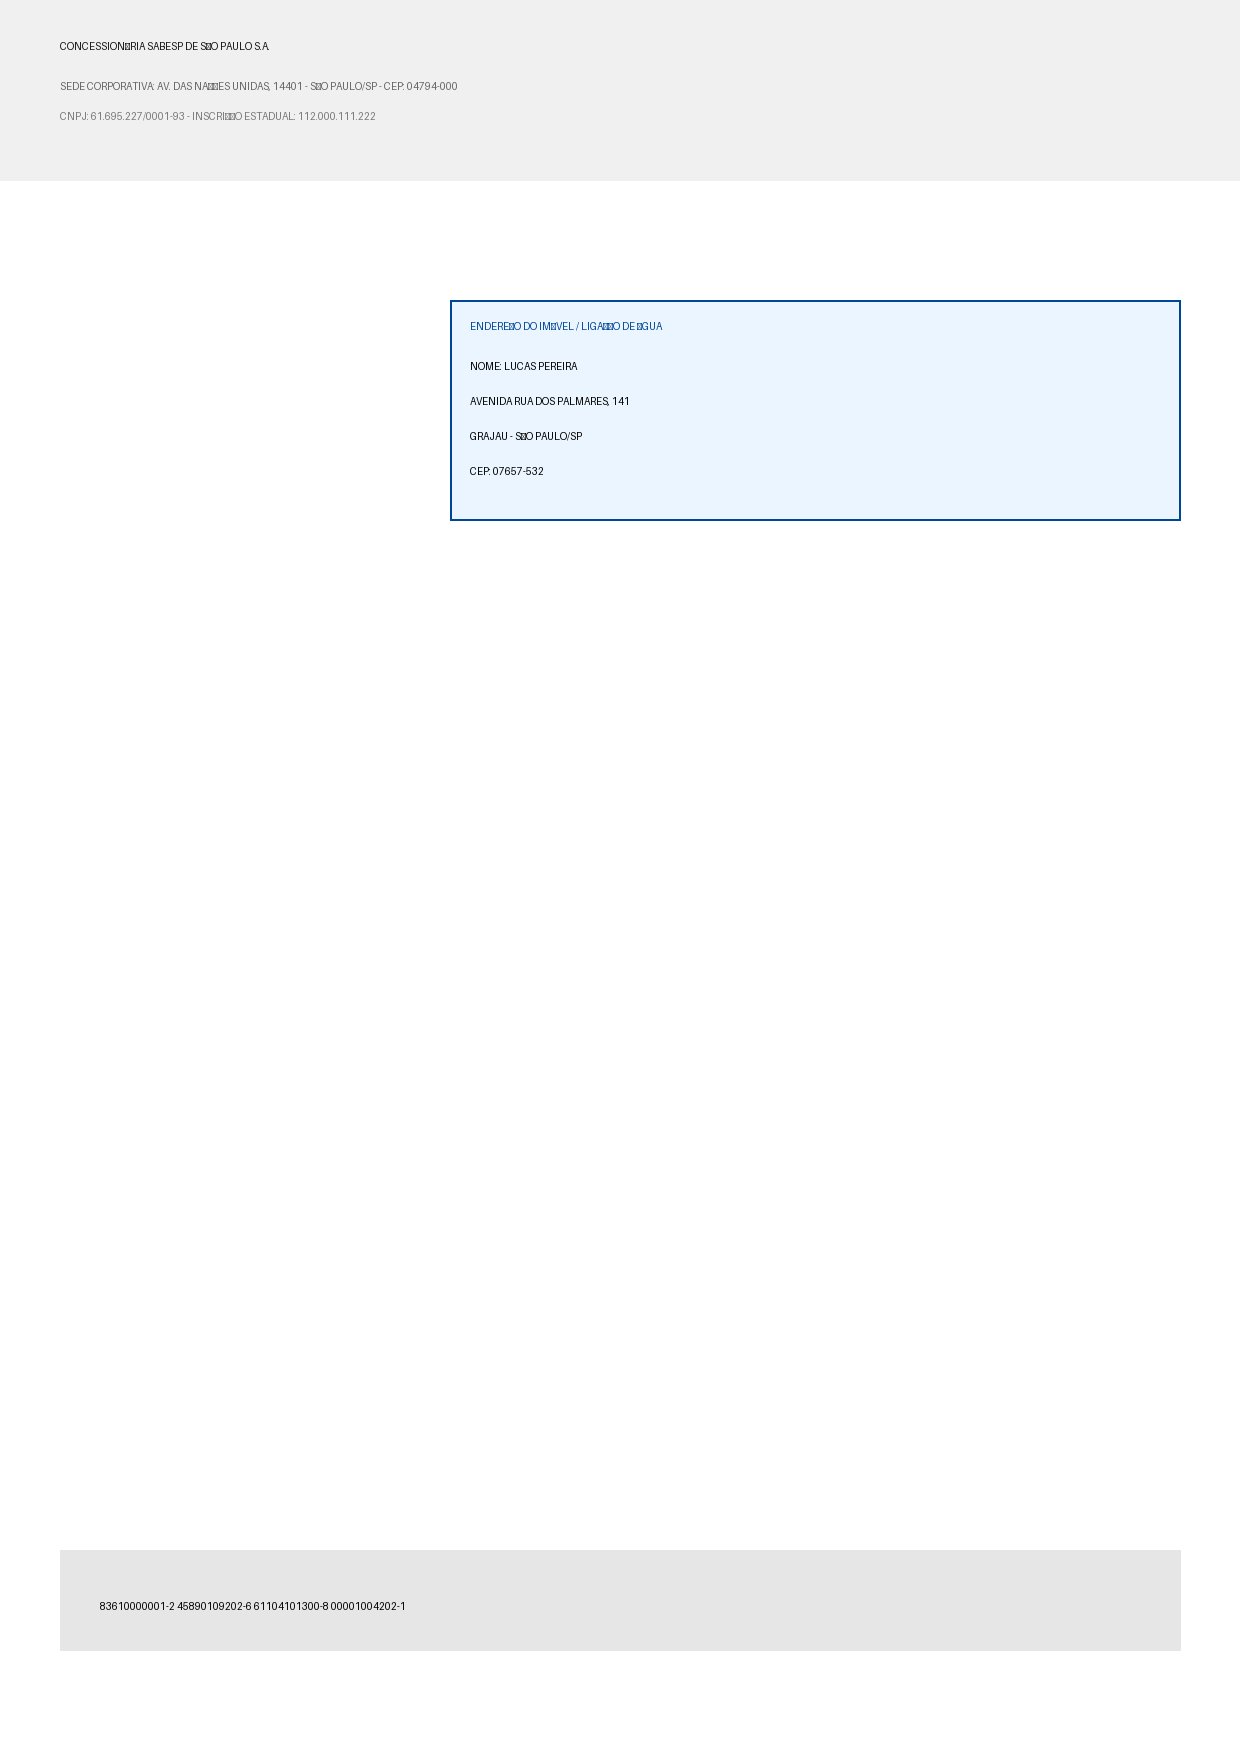 CONCESSION▯▯RIA SABESP DE S▯▯O PAULO S.A.
SEDE CORPORATIVA: AV. DAS NA▯▯▯▯ES UNIDAS, 14401 - S▯▯O PAULO/SP - CEP: 04794-000
CNPJ: 61.695.227/0001-93 - INSCRI▯▯▯▯O ESTADUAL: 112.000.111.222
ENDERE▯▯O DO IM▯▯VEL / LIGA▯▯▯▯O DE ▯▯GUA
NOME: LUCAS PEREIRA
AVENIDA RUA DOS PALMARES, 141
GRAJAU - S▯▯O PAULO/SP
CEP: 07657-532
83610000001-2 45890109202-6 61104101300-8 00001004202-1